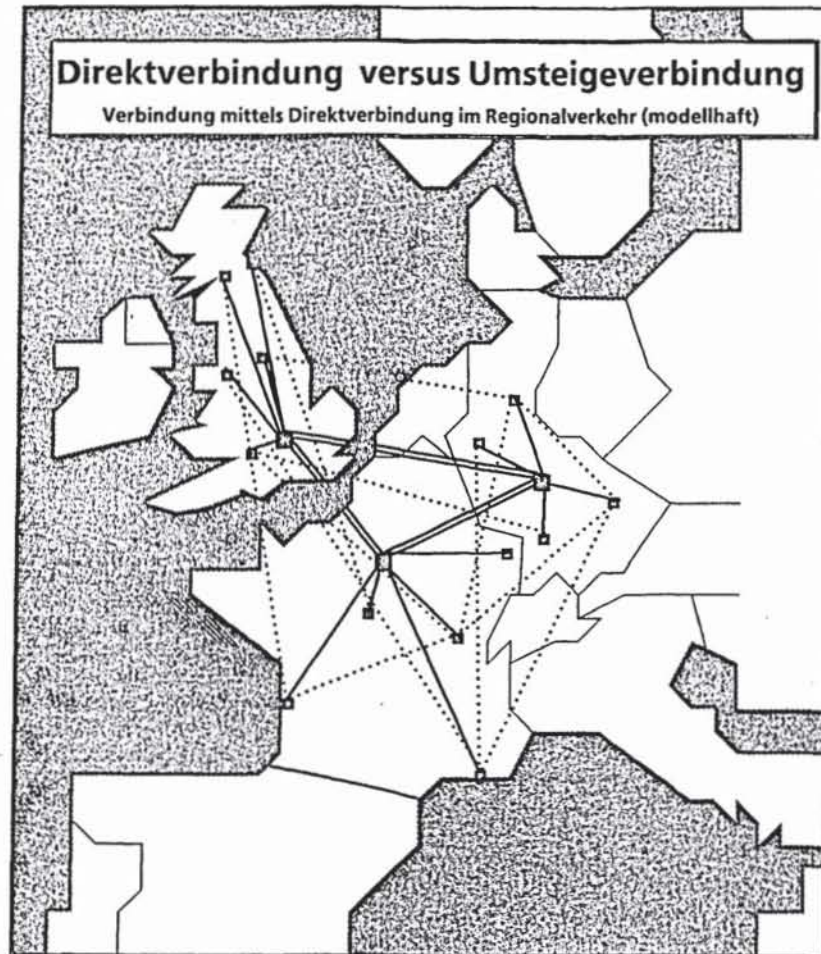 Direktverbindung versus Umsteigeverbindung
Verbindung mittels Direktverbindung im Regionalverkehr (modellhaft)